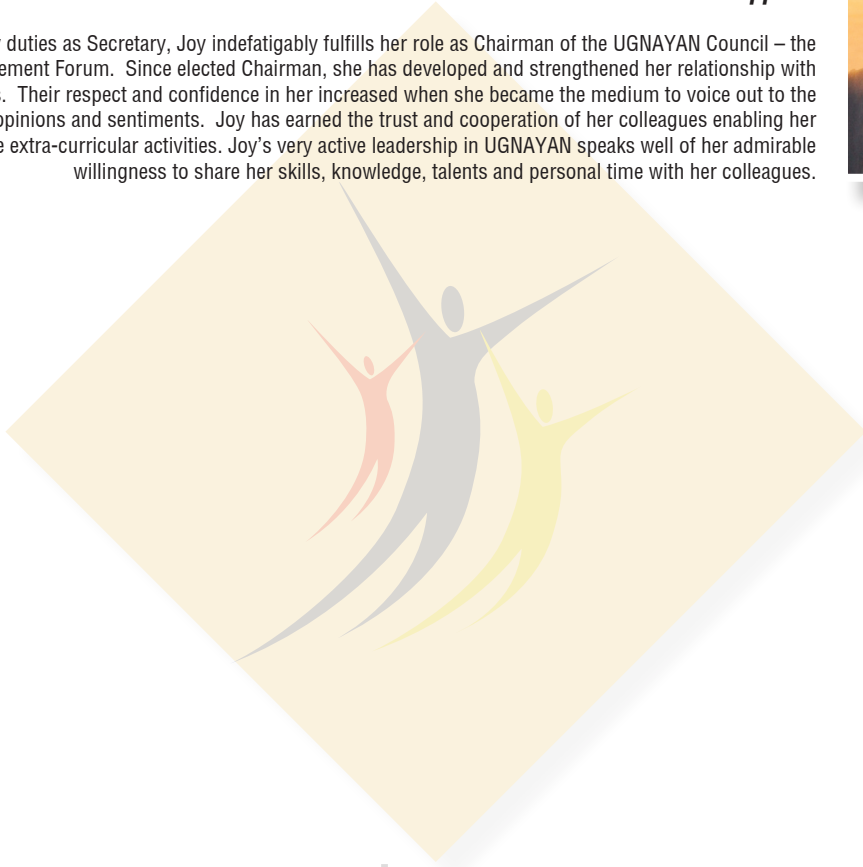 duties as Secretary, Joy indefatigably fulfills her role as Chairman of the UGNAYAN Council – the
ement Forum.  Since elected Chairman, she has developed and strengthened her relationship with
s.  Their respect and confidence in her increased when she became the medium to voice out to the
opinions and sentiments.  Joy has earned the trust and cooperation of her colleagues enabling her
e extra-curricular activities. Joy’s very active leadership in UGNAYAN speaks well of her admirable
willingness to share her skills, knowledge, talents and personal time with her colleagues.